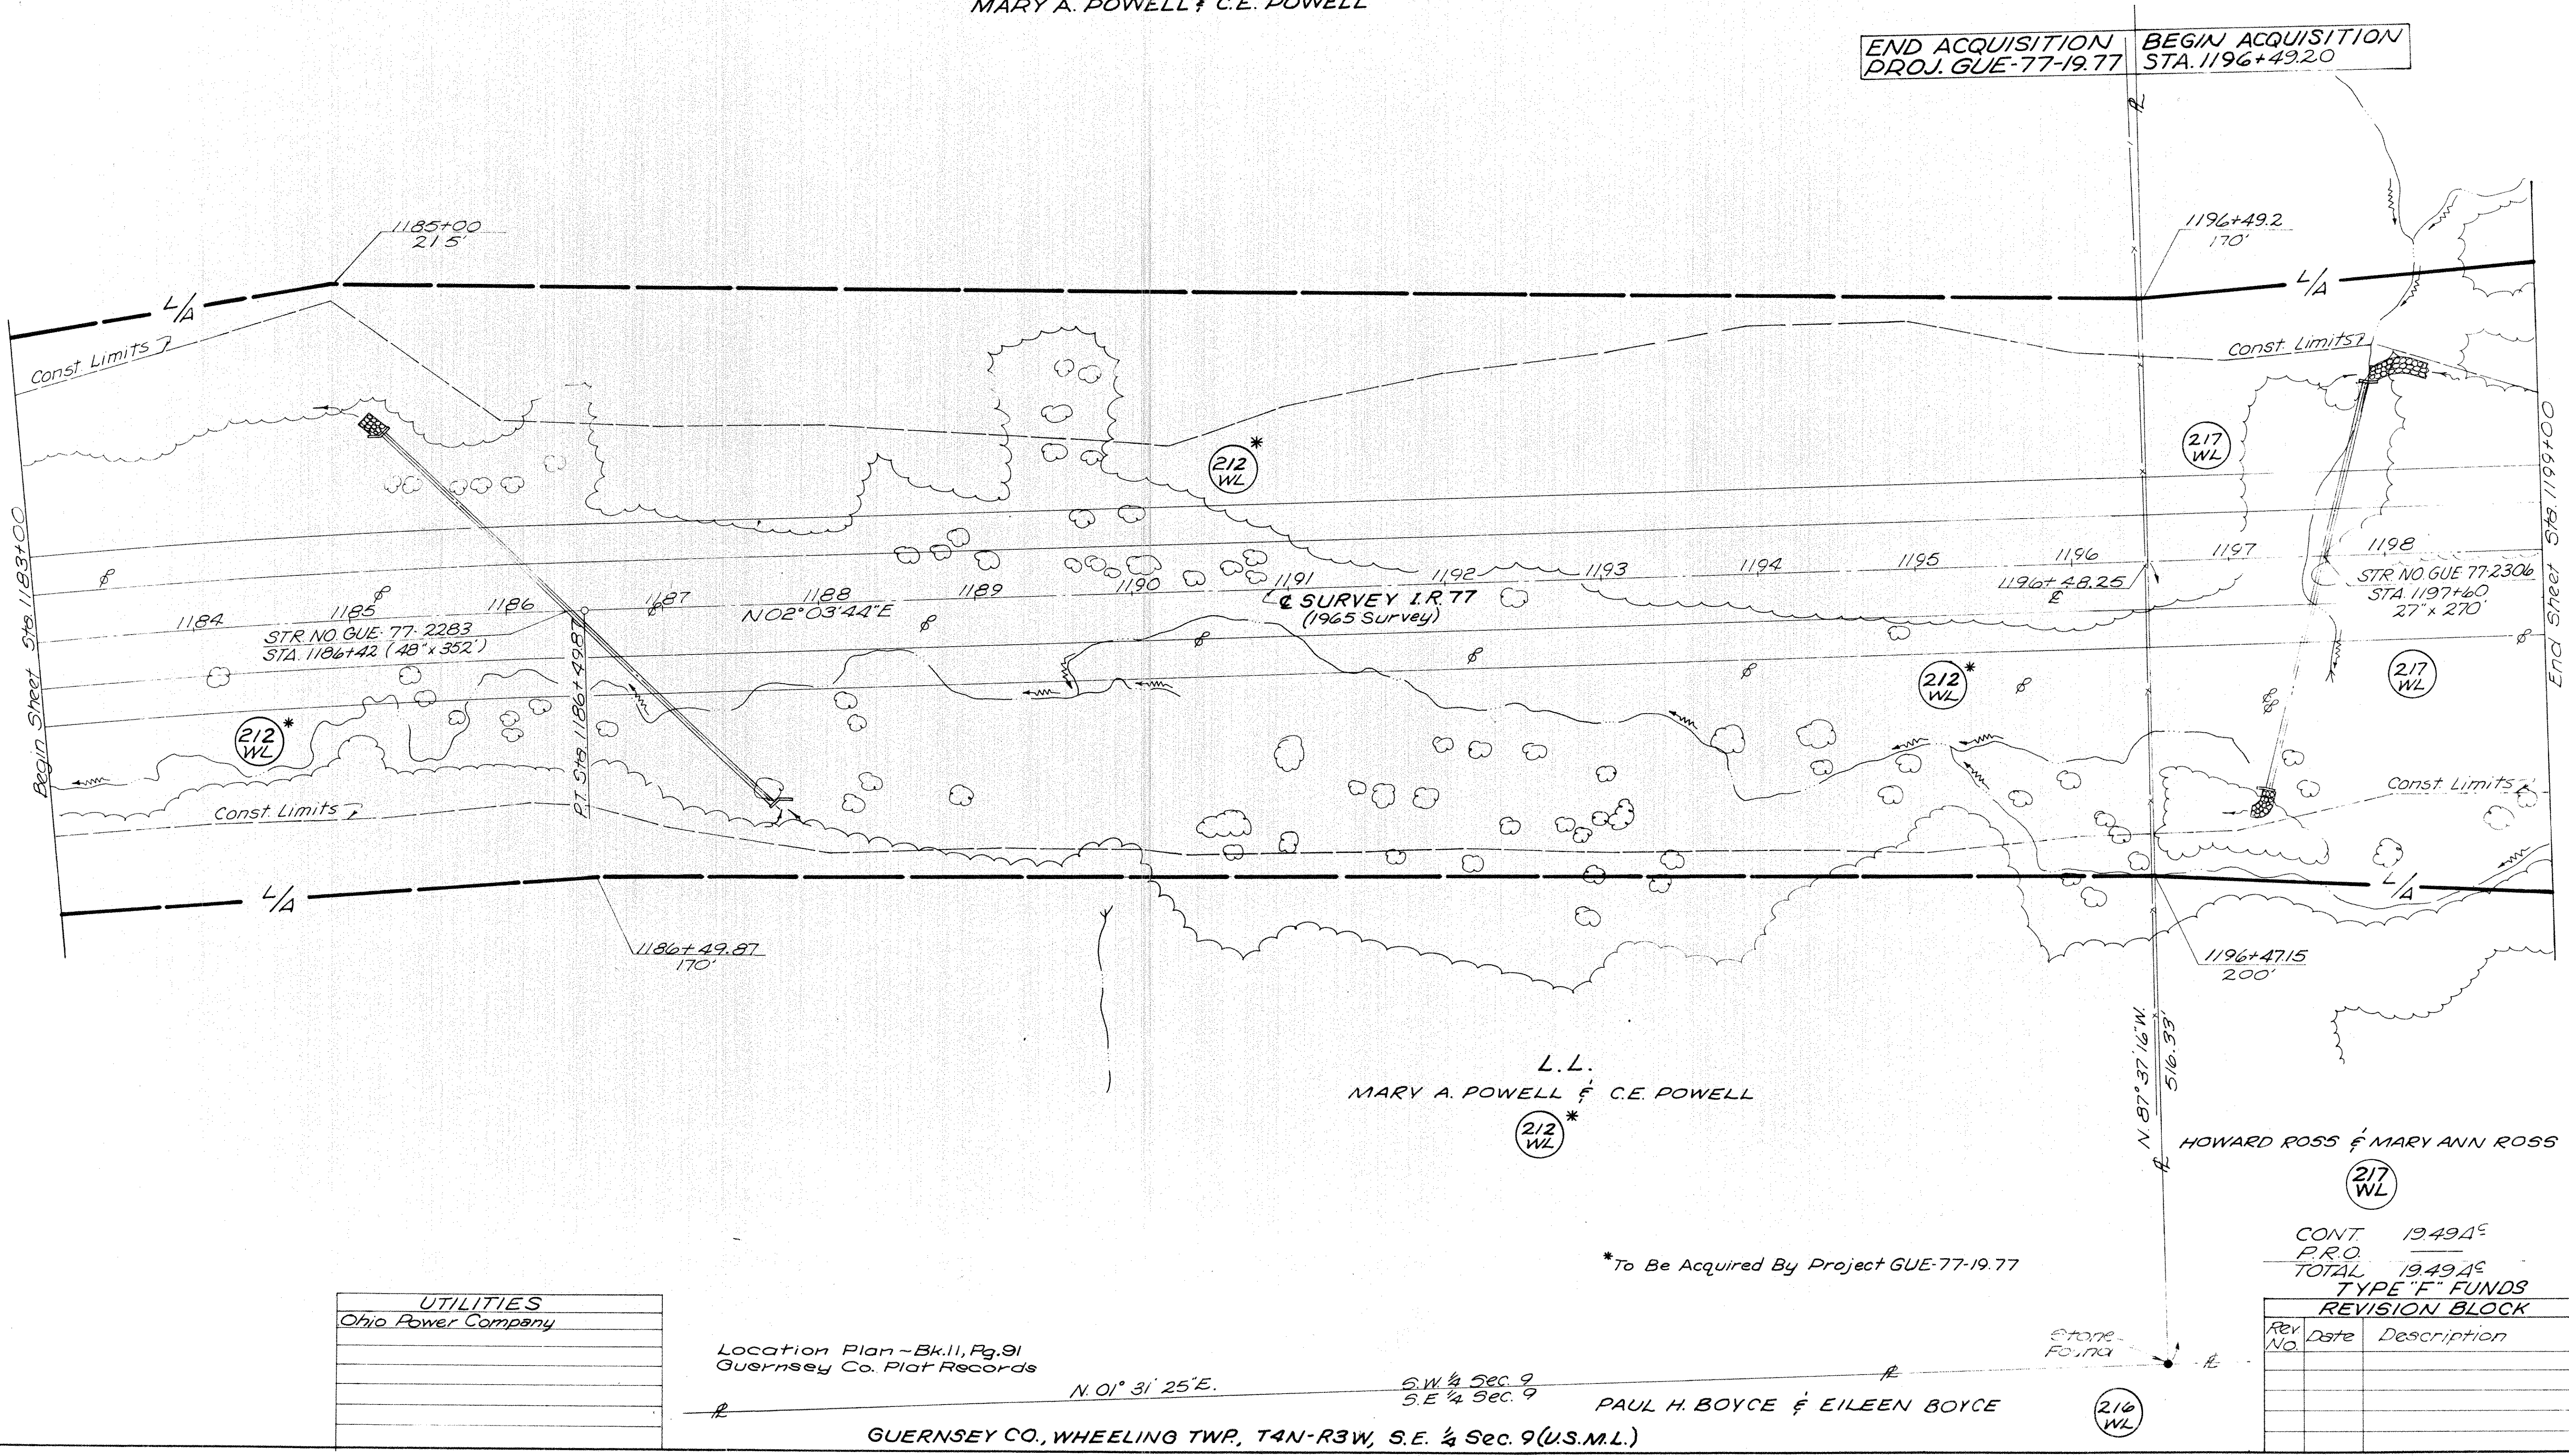 MARY A. POWELL & C.E. POWELL
END ACQUISITION
PROJ. GUE-77-19.77
BEGIN ACQUISITION
STA. 1196+49.20
1185+00
215'
1196+49.2
170'
L/A
L/A
Const. Limits
Const. Limits
212
WL
*
217
WL
Begin Sheet Sta. 1183+00
End Sheet Sta. 1199+00
1184
1185
1186
1187
1188
1189
1190
1191
1192
1193
1194
1195
1196
1197
1198
N02°03'44"E
℄ SURVEY I.R. 77
(1965 Survey)
1196+48.25
℄
STR. NO. GUE-77-2283
STA. 1186+42 (48"x352')
STR. NO. GUE 77-2306
STA. 1197+60
27" x 270'
P.T. Sta. 1186+49.87
212
WL
*
212
WL
*
217
WL
Const. Limits
Const. Limits
L/A
L/A
1186+49.87
170'
1196+47.15
200'
N. 87° 37' 16" W.
516.33'
L.L.
MARY A. POWELL & C.E. POWELL
212
WL
*
HOWARD ROSS & MARY ANN ROSS
217
WL
CONT. 19.49 Ac
P.R.O. ——
TOTAL 19.49 Ac
TYPE "F" FUNDS
*To Be Acquired By Project GUE-77-19.77
UTILITIES
Ohio Power Company
REVISION BLOCK
Rev. No. Date Description
Stone
Found
Location Plan ~ Bk. 11, Pg. 91
Guernsey Co. Plat Records
N. 01° 31' 25" E.
S.W. ¼ Sec. 9
S.E. ¼ Sec. 9
PAUL H. BOYCE & EILEEN BOYCE
216
WL
GUERNSEY CO., WHEELING TWP., T4N-R3W, S.E. ¼ Sec. 9 (U.S.M.L.)